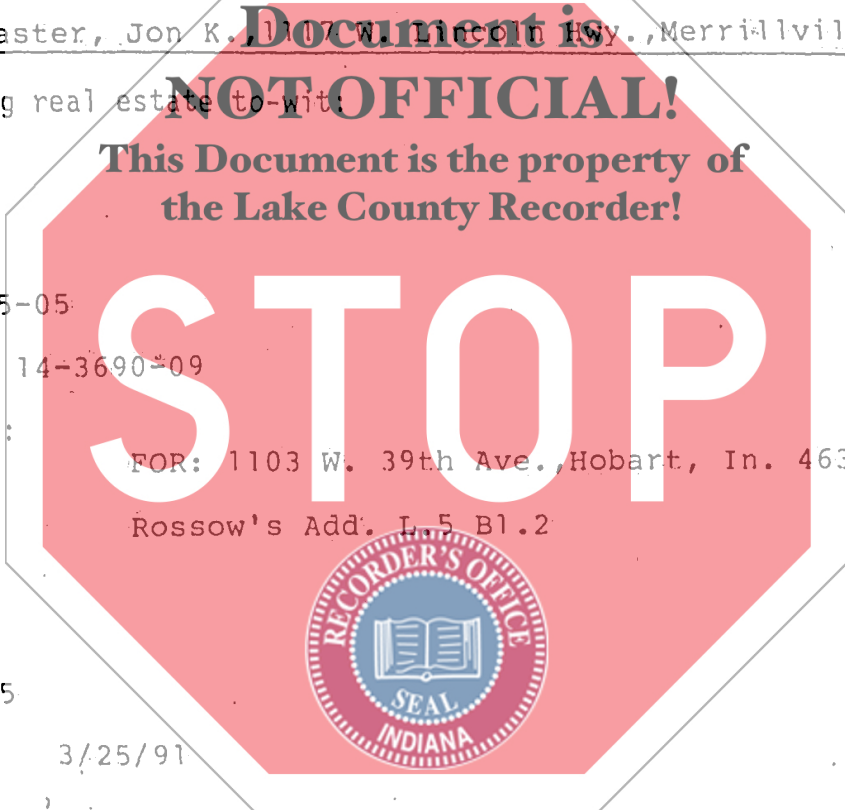 aster, Jon K.,1117 W. Lincoln Hwy.,Merrillvil
Document is
NOT OFFICIAL!
g real estate to-wit:
This Document is the property of
the Lake County Recorder!
STOP
5-05
14-3690-09
:
FOR: 1103 W. 39th Ave.,Hobart, In. 463
Rossow's Add. L.5 Bl.2
RECORDER'S OFFICE
SEAL
INDIANA
5
3/25/91